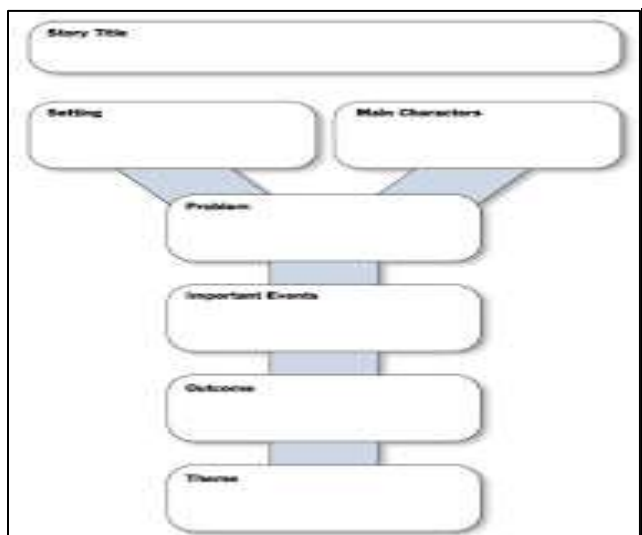 Story Title
Setting
Main Characters
Problem
Important Events
Outcome
Theme